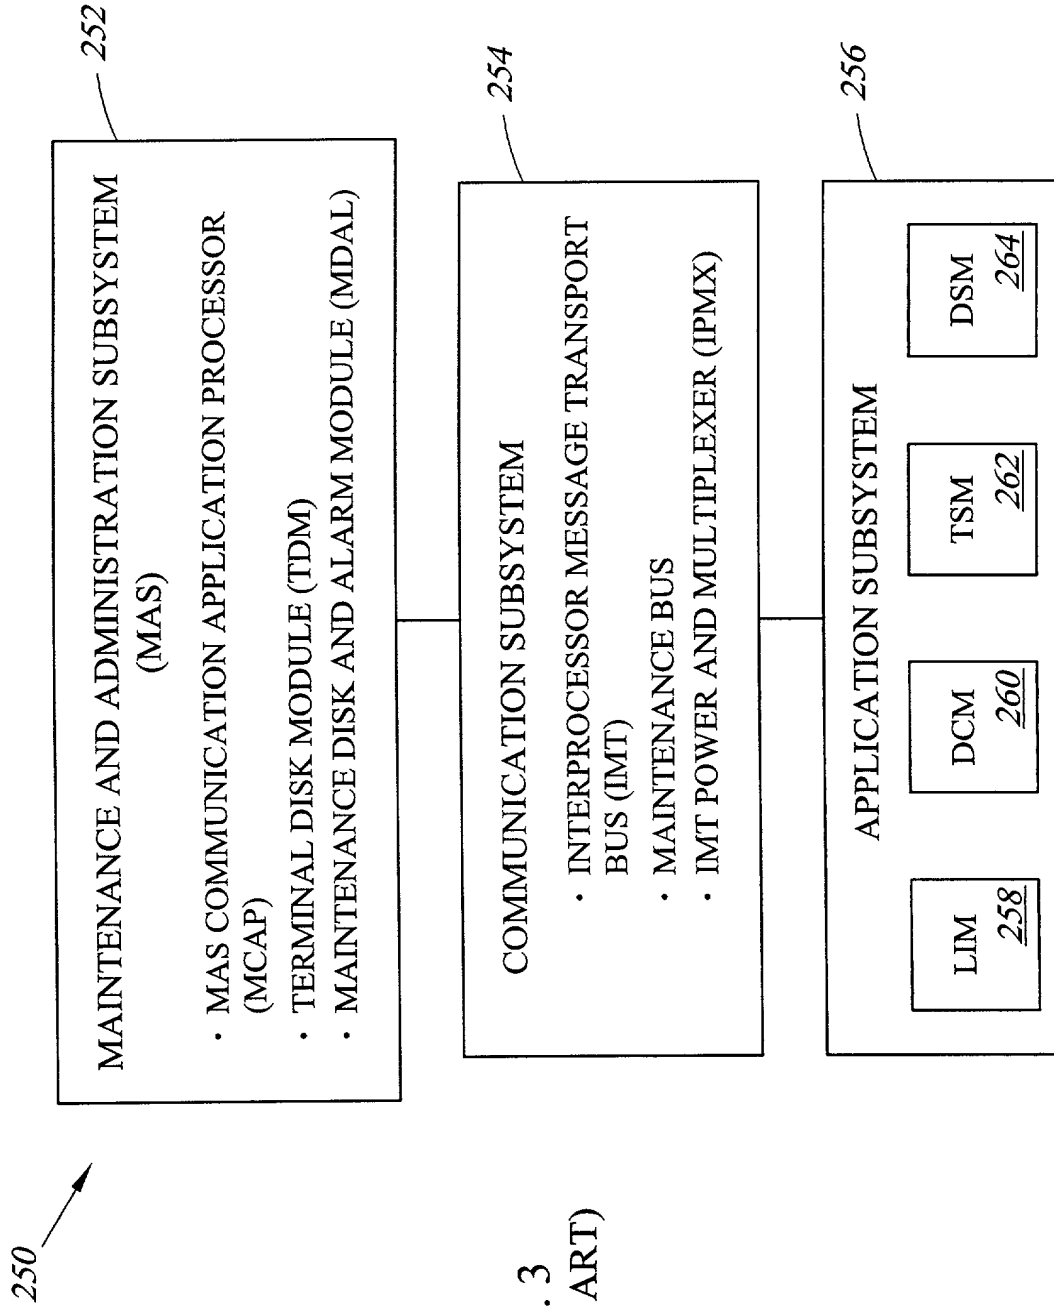 250
252
MAINTENANCE AND ADMINISTRATION SUBSYSTEM
(MAS)
· MAS COMMUNICATION APPLICATION PROCESSOR
(MCAP)
· TERMINAL DISK MODULE (TDM)
· MAINTENANCE DISK AND ALARM MODULE (MDAL)
254
COMMUNICATION SUBSYSTEM
· INTERPROCESSOR MESSAGE TRANSPORT
BUS (IMT)
· MAINTENANCE BUS
· IMT POWER AND MULTIPLEXER (IPMX)
256
APPLICATION SUBSYSTEM
LIM
258
DCM
260
TSM
262
DSM
264
. 3
ART)